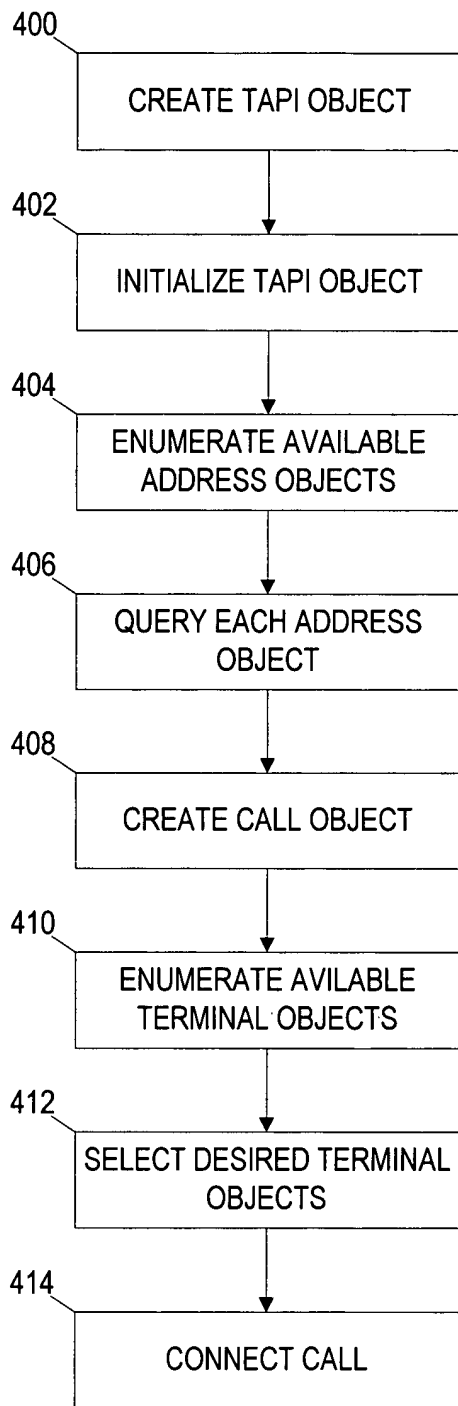 400
CREATE TAPI OBJECT
402
INITIALIZE TAPI OBJECT
404
ENUMERATE AVAILABLE
ADDRESS OBJECTS
406
QUERY EACH ADDRESS
OBJECT
408
CREATE CALL OBJECT
410
ENUMERATE AVILABLE
TERMINAL OBJECTS
412
SELECT DESIRED TERMINAL
OBJECTS
414
CONNECT CALL